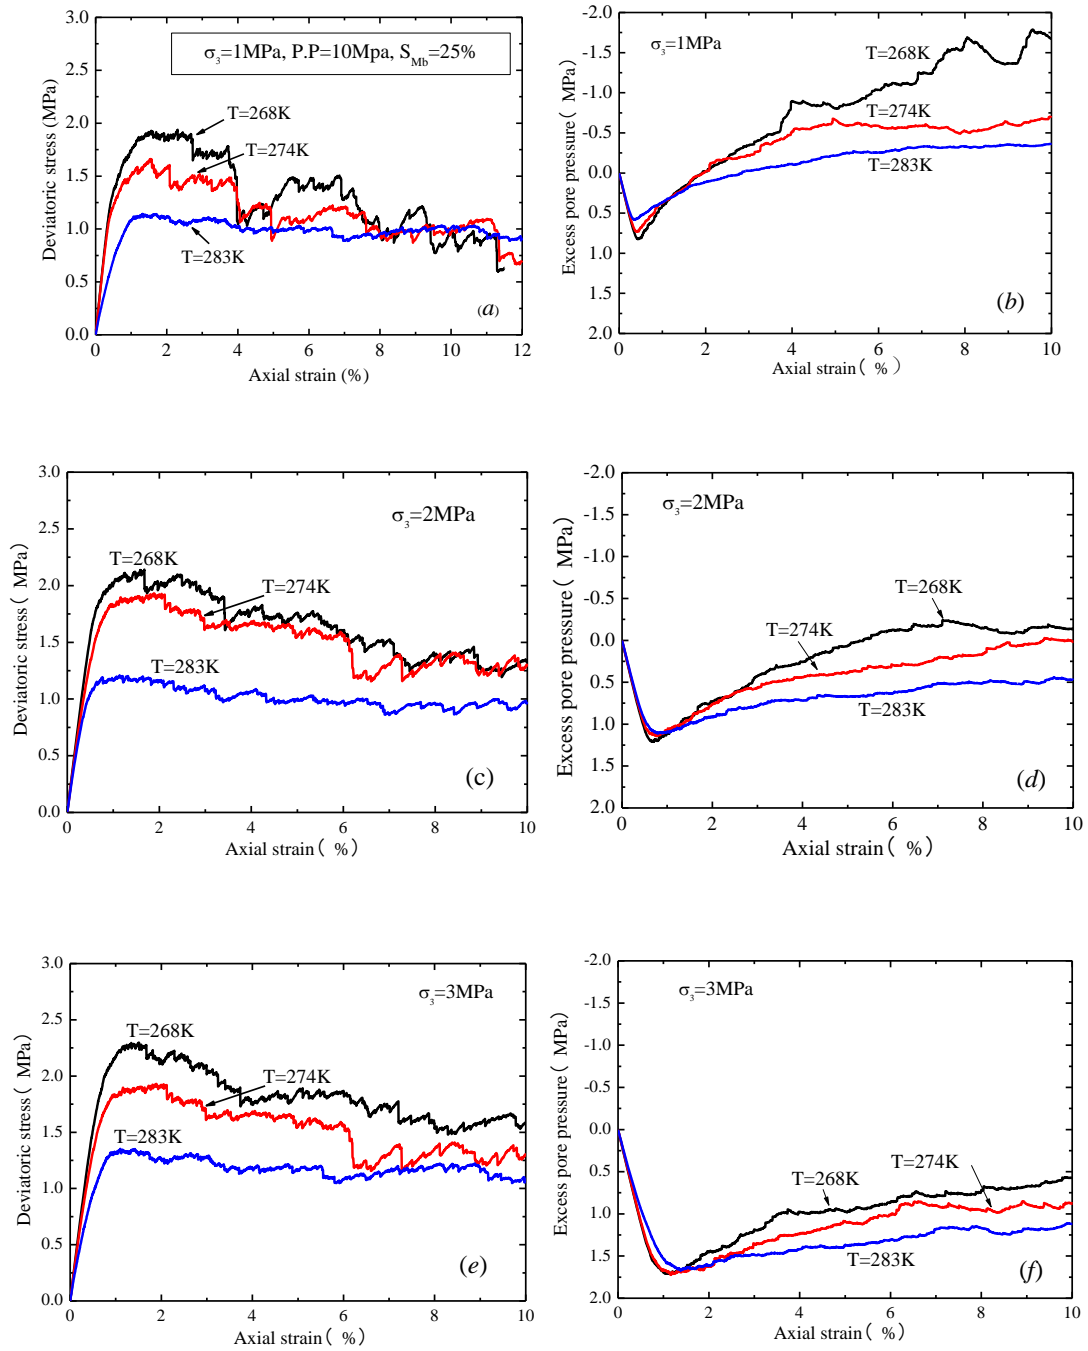 σ3=1MPa, P.P=10Mpa, SMb=25%
T=268K
T=274K
T=283K
(a)
Deviatoric stress (MPa)
3.0
2.5
2.0
1.5
1.0
0.5
0.0
0 2 4 6 8 10 12
Axial strain (%)
σ3=1MPa
T=268K
T=274K
T=283K
(b)
Excess pore pressure( MPa)
-2.0
-1.5
-1.0
-0.5
0.0
0.5
1.0
1.5
2.0
0 2 4 6 8 10
Axial strain( %)
σ3=2MPa
T=268K
T=274K
T=283K
(c)
Deviatoric stress( MPa)
3.0
2.5
2.0
1.5
1.0
0.5
0.0
0 2 4 6 8 10
Axial strain( %)
σ3=2MPa
T=268K
T=274K
T=283K
(d)
Excess pore pressure( MPa)
-2.0
-1.5
-1.0
-0.5
0.0
0.5
1.0
1.5
2.0
0 2 4 6 8 10
Axial strain( %)
σ3=3MPa
T=268K
T=274K
T=283K
(e)
Deviatoric stress( MPa)
3.0
2.5
2.0
1.5
1.0
0.5
0.0
0 2 4 6 8 10
Axial strain( %)
σ3=3MPa
T=274K
T=268K
T=283K
(f)
Excess pore pressure( MPa)
-2.0
-1.5
-1.0
-0.5
0.0
0.5
1.0
1.5
2.0
0 2 4 6 8 10
Axial strain( %)